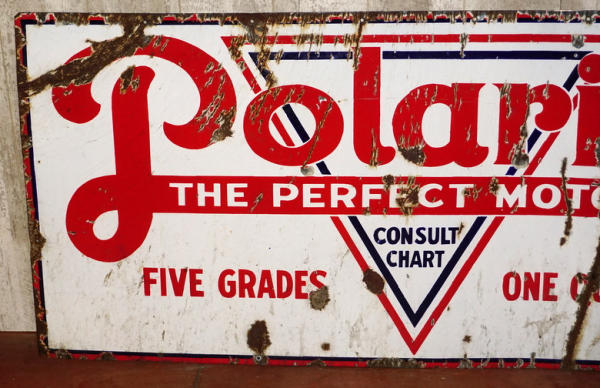 Polari
THE PERFECT MOTO
CONSULT
CHART
FIVE GRADES
ONE